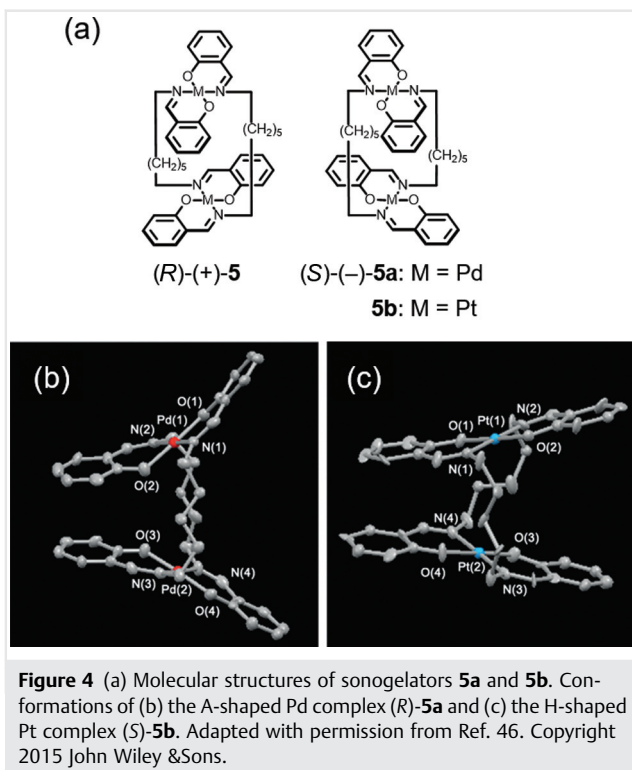 (a)
O
N M N
O
(CH2)5
(CH2)5
N
O M O
N
O
N M N
O
(CH2)5
(CH2)5
N
O M O
N
(R)-(+)-5
(S)-(–)-5a: M = Pd
5b: M = Pt
(b)
O(1)
Pd(1)
N(2)
N(1)
O(2)
O(3)
N(4)
N(3)
Pd(2)
O(4)
(c)
N(2)
Pt(1)
O(1)
O(2)
N(1)
N(4)
O(3)
O(4)
Pt(2)
N(3)
Figure 4 (a) Molecular structures of sonogelators 5a and 5b. Con-
formations of (b) the A-shaped Pd complex (R)-5a and (c) the H-shaped
Pt complex (S)-5b. Adapted with permission from Ref. 46. Copyright
2015 John Wiley &Sons.